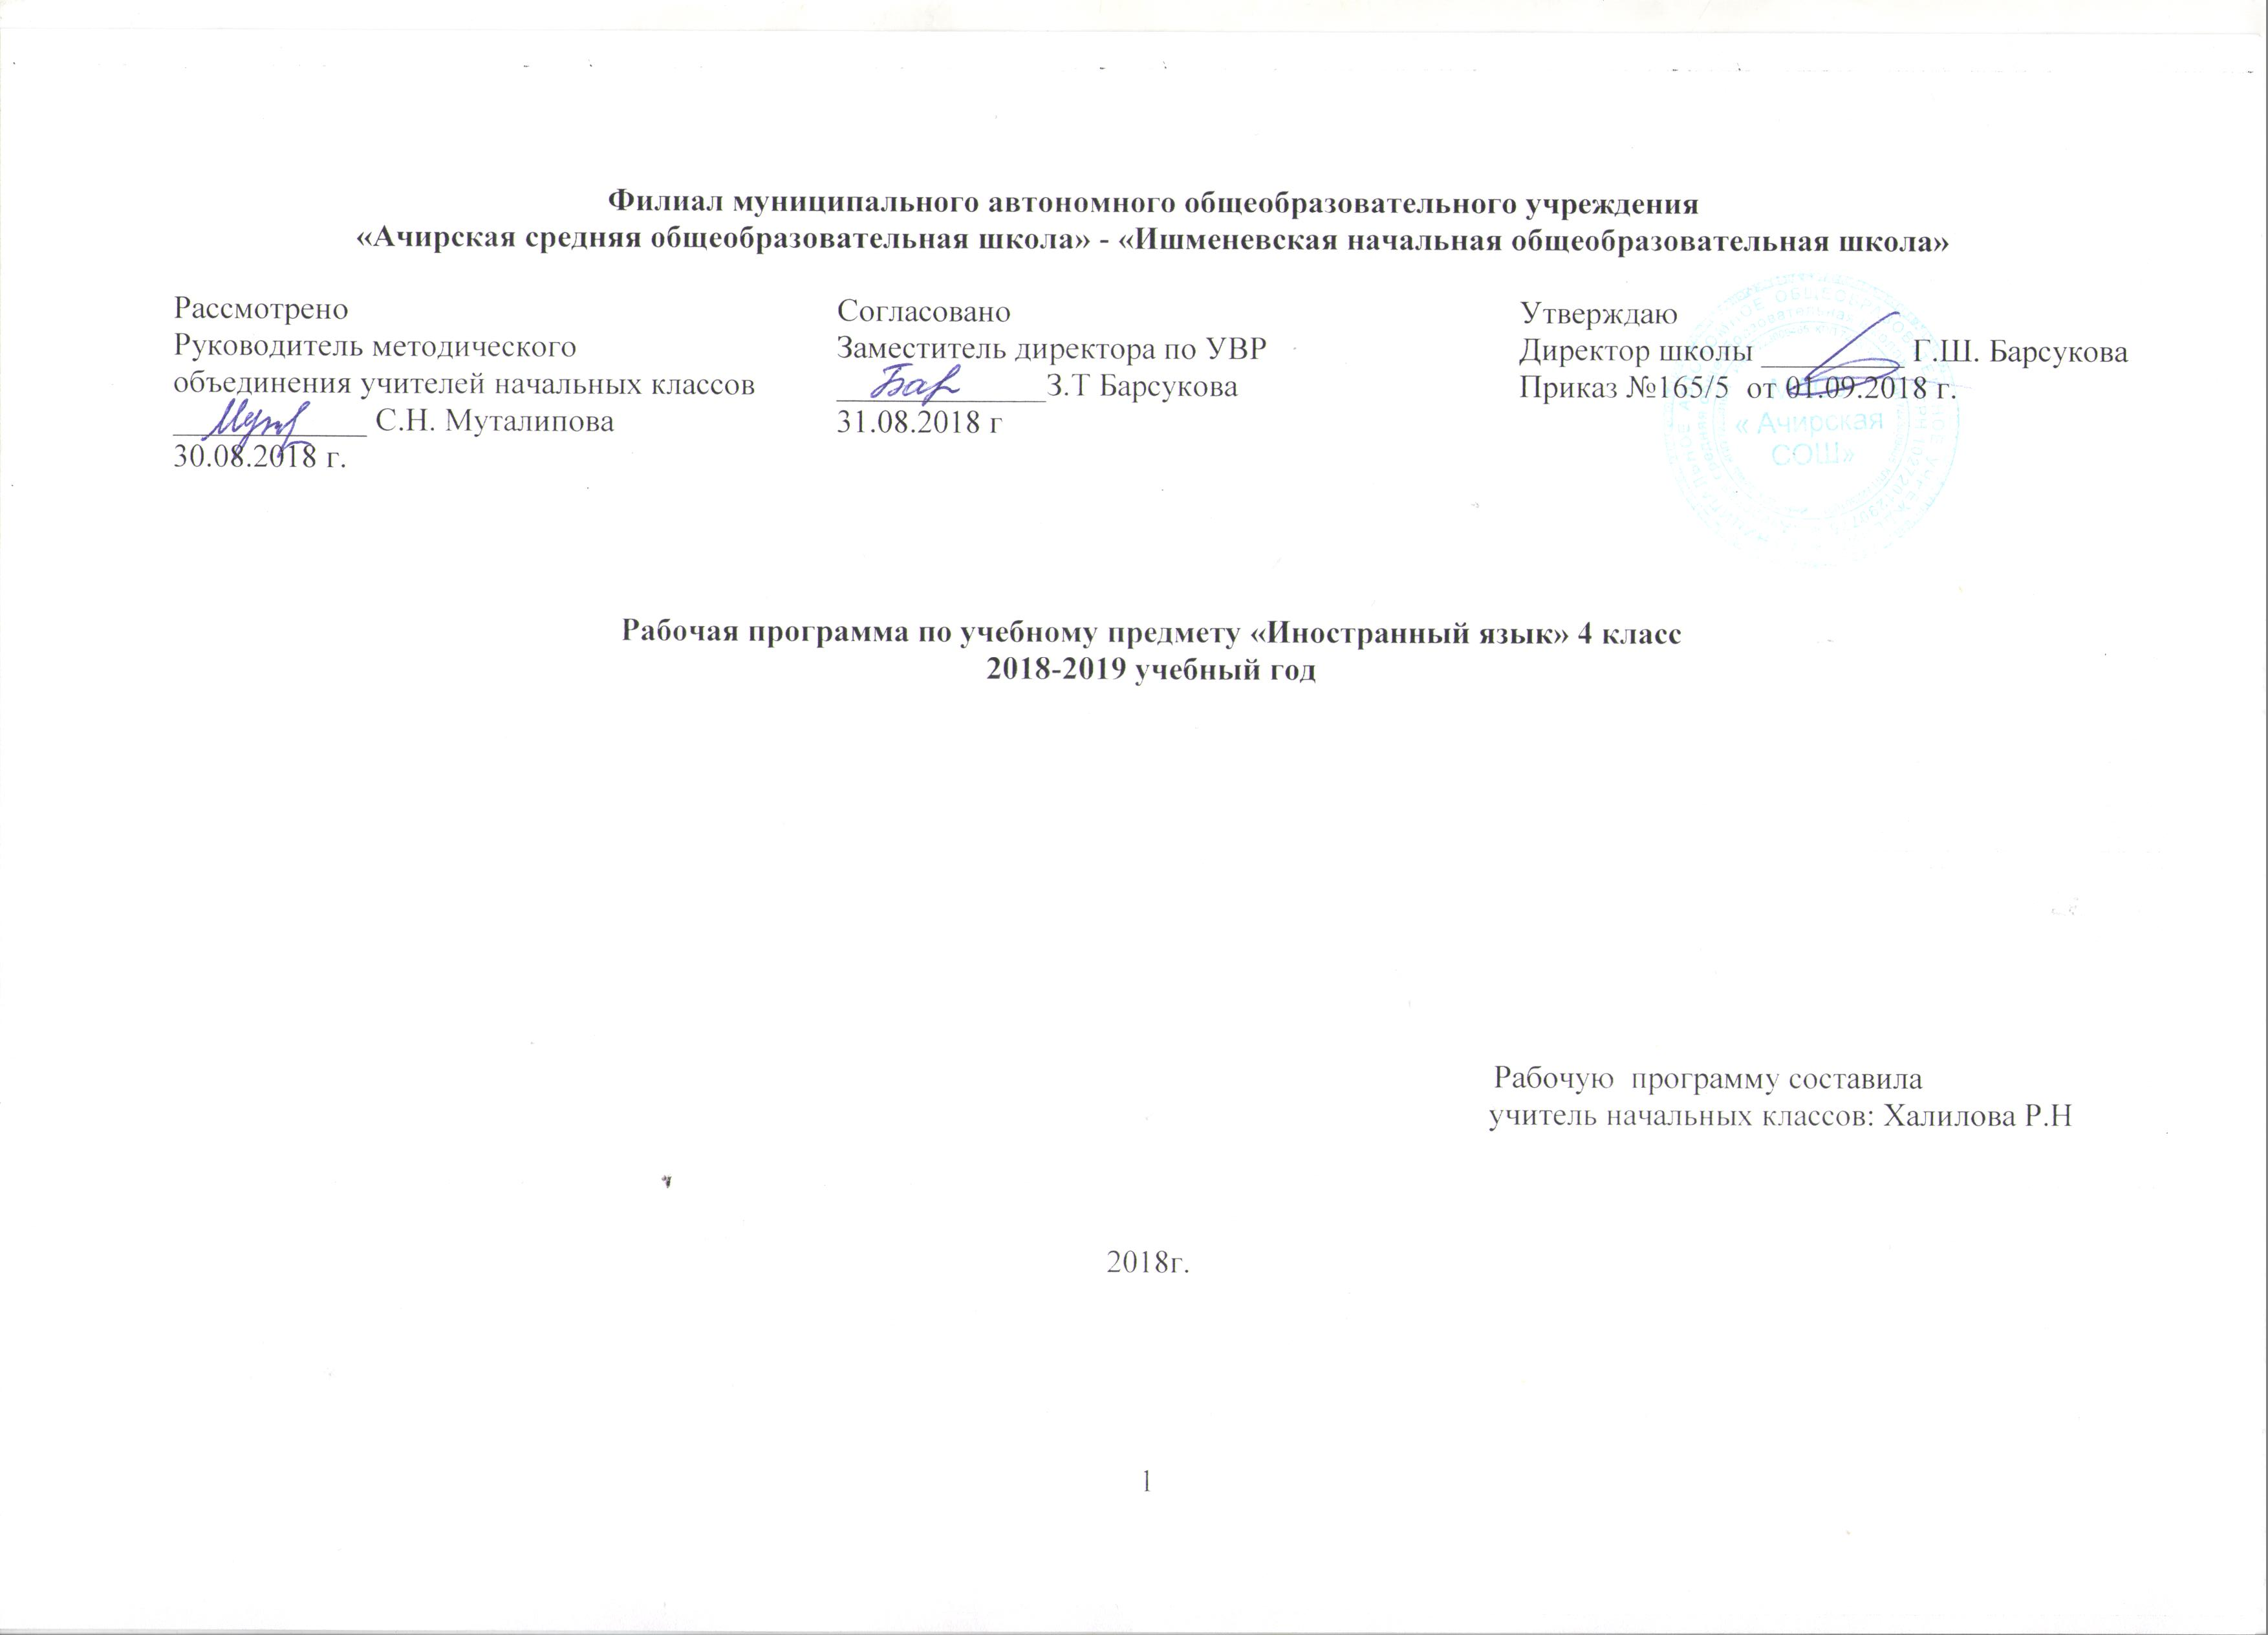 Филиал муниципального автономного общеобразовательного учреждения
«Ачирская средняя общеобразовательная школа» - «Ишменевская начальная общеобразовательная школа»
Рассмотрено
Руководитель методического
объединения учителей начальных классов
______________ С.Н. Муталипова
30.08.2018 г.
Согласовано
Заместитель директора по УВР
Бар З.Т Барсукова
31.08.2018 г
Утверждаю
Директор школы __________ Г.Ш. Барсукова
Приказ №165/5 от 01.09.2018 г.
« Ачирская
СОШ»
Рабочая программа по учебному предмету «Иностранный язык» 4 класс
2018-2019 учебный год
Рабочую программу составила
учитель начальных классов: Халилова Р.Н
2018г.
1